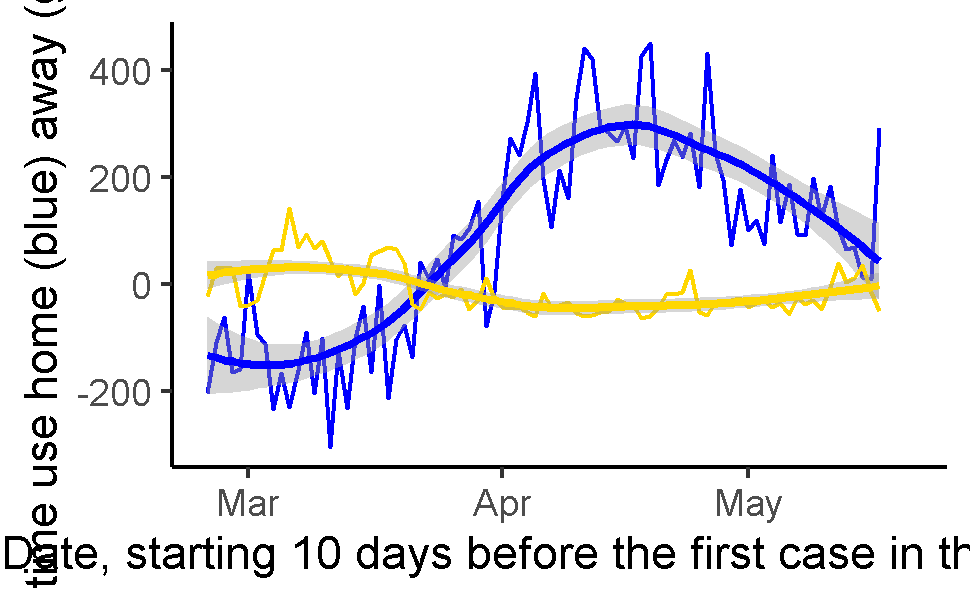 time use home (blue) away (
400
200
0
-200
Mar Apr May
Date, starting 10 days before the first case in th